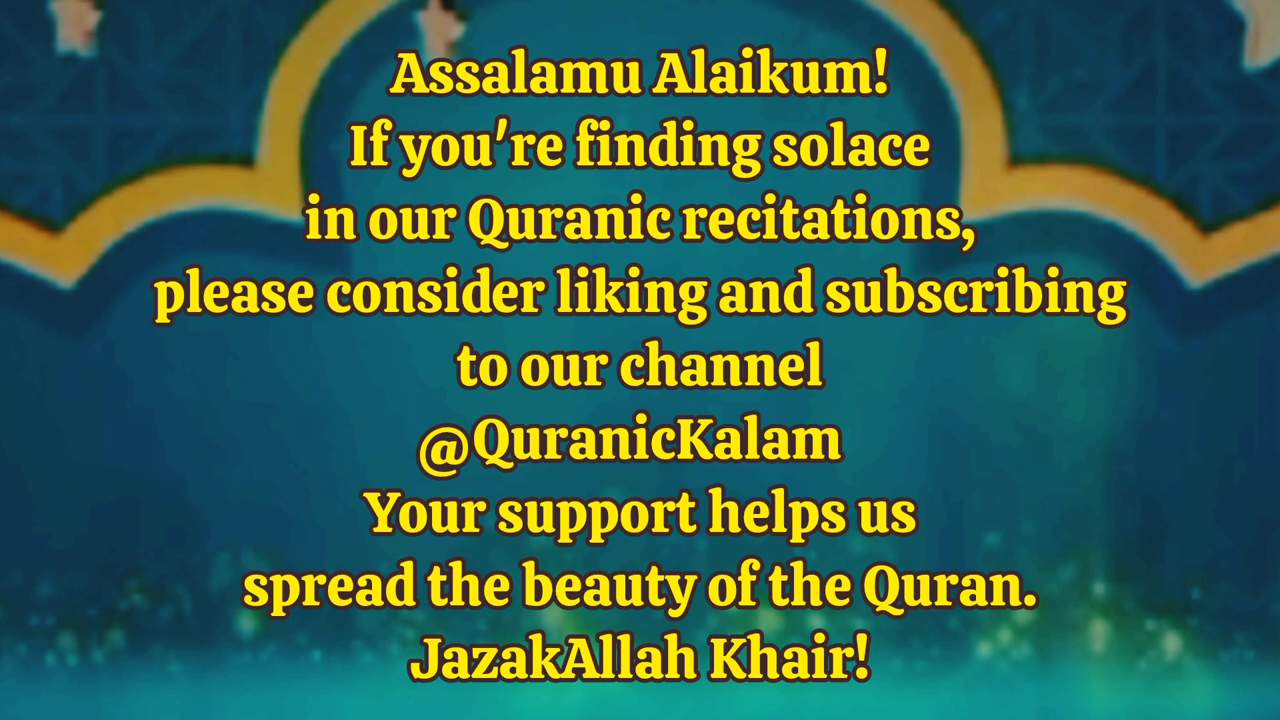 Assalamu Alaikum!
If you're finding solace
in our Quranic recitations,
please consider liking and subscribing
to our channel
@QuranicKalam
Your support helps us
spread the beauty of the Quran.
JazakAllah Khair!